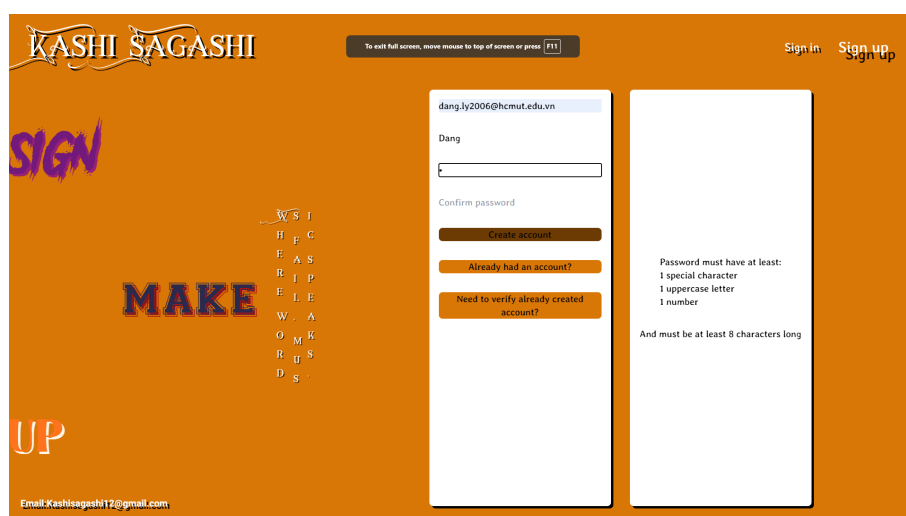 KASHI SAGASHI
To exit full screen, move mouse to top of screen or press F11
Sign in
Sign up
SIGN
MAKE
UP
WHERE WORD
S FAIL. MUS
IC SPEAKS.
dang.ly2006@hcmut.edu.vn
Dang
•
Confirm password
Create account
Already had an account?
Need to verify already created
account?
Password must have at least:
1 special character
1 uppercase letter
1 number
And must be at least 8 characters long
Email:Kashisagashi12@gmail.com